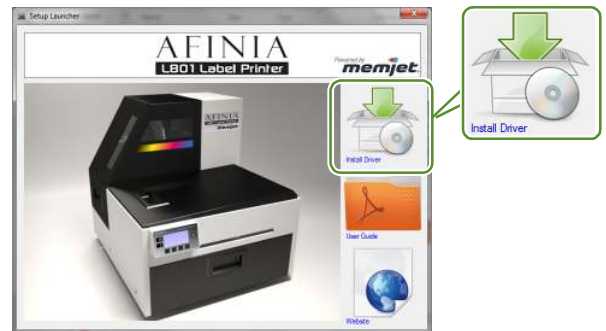 Setup Launcher
AFINIA
L801 Label Printer
Powered by
memjet
AFINIA
memjet
Install Driver
User Guide
Website
Install Driver